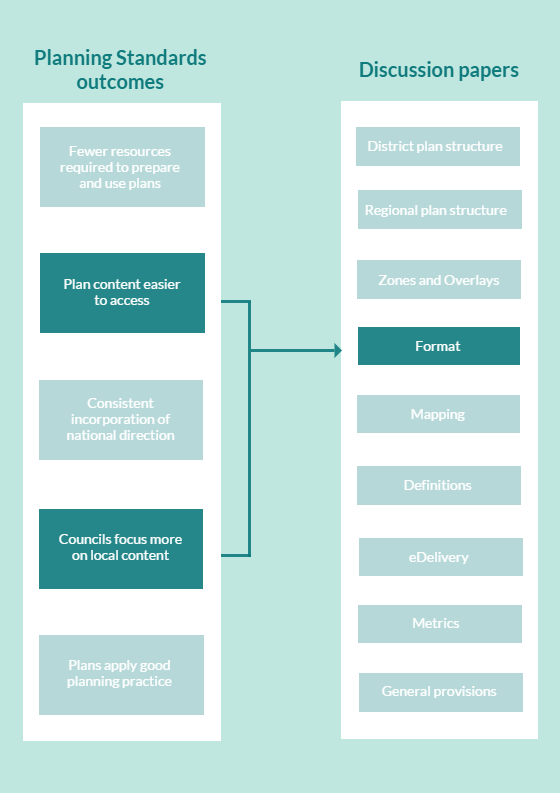 Planning Standards
outcomes
Fewer resources
required to prepare
and use plans
Plan content easier
to access
Consistent
incorporation of
national direction
Councils focus more
on local content
Plans apply good
planning practice
Discussion papers
District plan structure
Regional plan structure
Zones and Overlays
Format
Mapping
Definitions
eDelivery
Metrics
General provisions